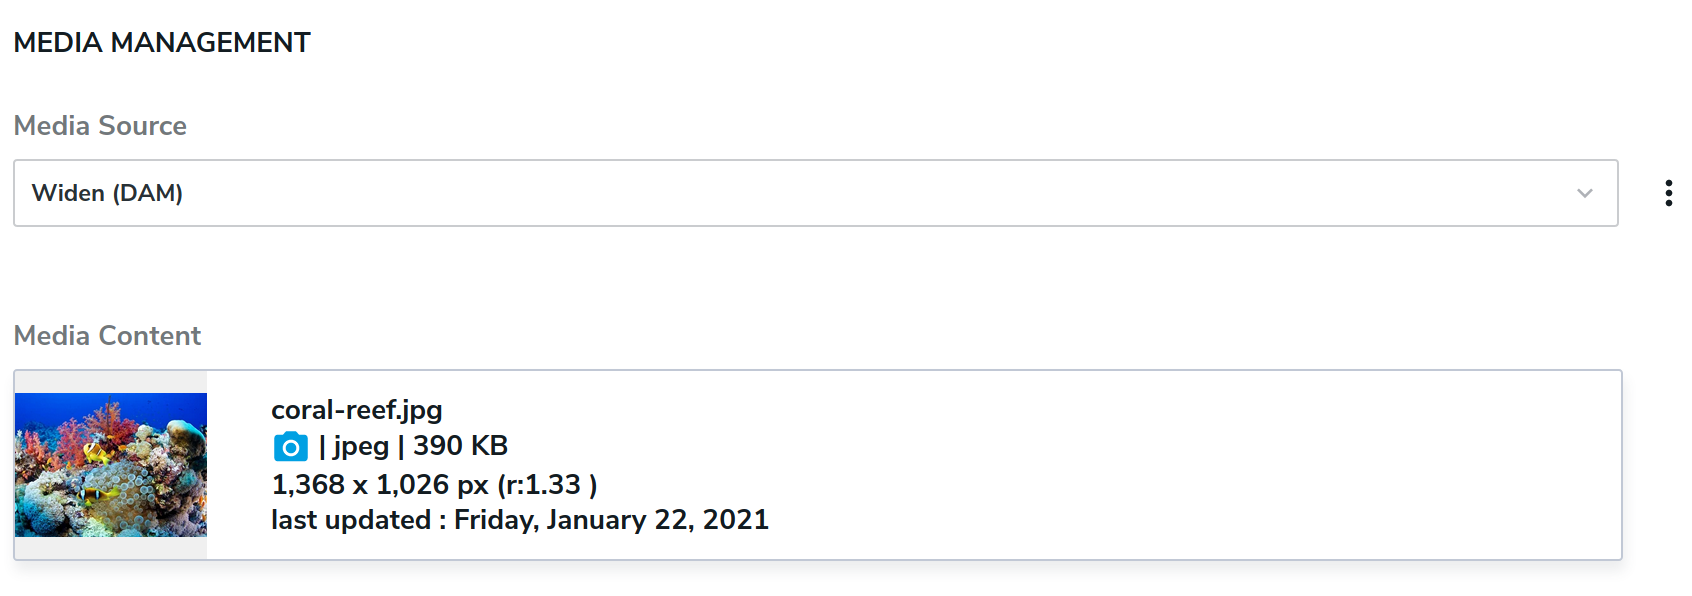 MEDIA MANAGEMENT
Media Source
Widen (DAM)
Media Content
coral-reef.jpg
| jpeg | 390 KB
1,368 x 1,026 px (r:1.33 )
last updated : Friday, January 22, 2021